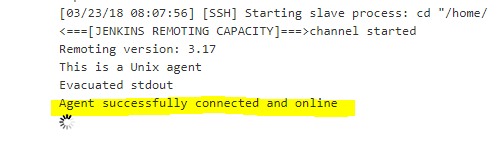 [03/23/18 08:07:56] [SSH] Starting slave process: cd "/home/
<===[JENKINS REMOTING CAPACITY]===>channel started
Remoting version: 3.17
This is a Unix agent
Evacuated stdout
Agent successfully connected and online